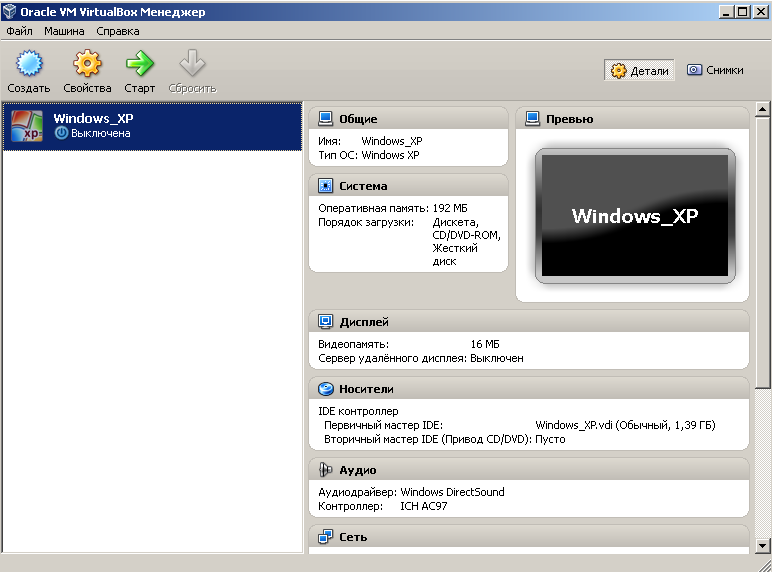 Oracle VM VirtualBox Менеджер
Файл Машина Справка
Создать Свойства Старт Сбросить
Детали Снимки
Windows_XP
Выключена
xp
Общие
Имя: Windows_XP
Тип ОС: Windows XP
Система
Оперативная память: 192 МБ
Порядок загрузки: Дискета,
CD/DVD-ROM,
Жесткий
диск
Превью
Windows_XP
Дисплей
Видеопамять: 16 МБ
Сервер удалённого дисплея: Выключен
Носители
IDE контроллер
Первичный мастер IDE: Windows_XP.vdi (Обычный, 1,39 ГБ)
Вторичный мастер IDE (Привод CD/DVD): Пусто
Аудио
Аудиодрайвер: Windows DirectSound
Контроллер: ICH AC97
Сеть